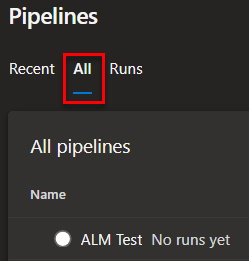 Pipelines
Recent All Runs
All pipelines
Name
ALM Test No runs yet